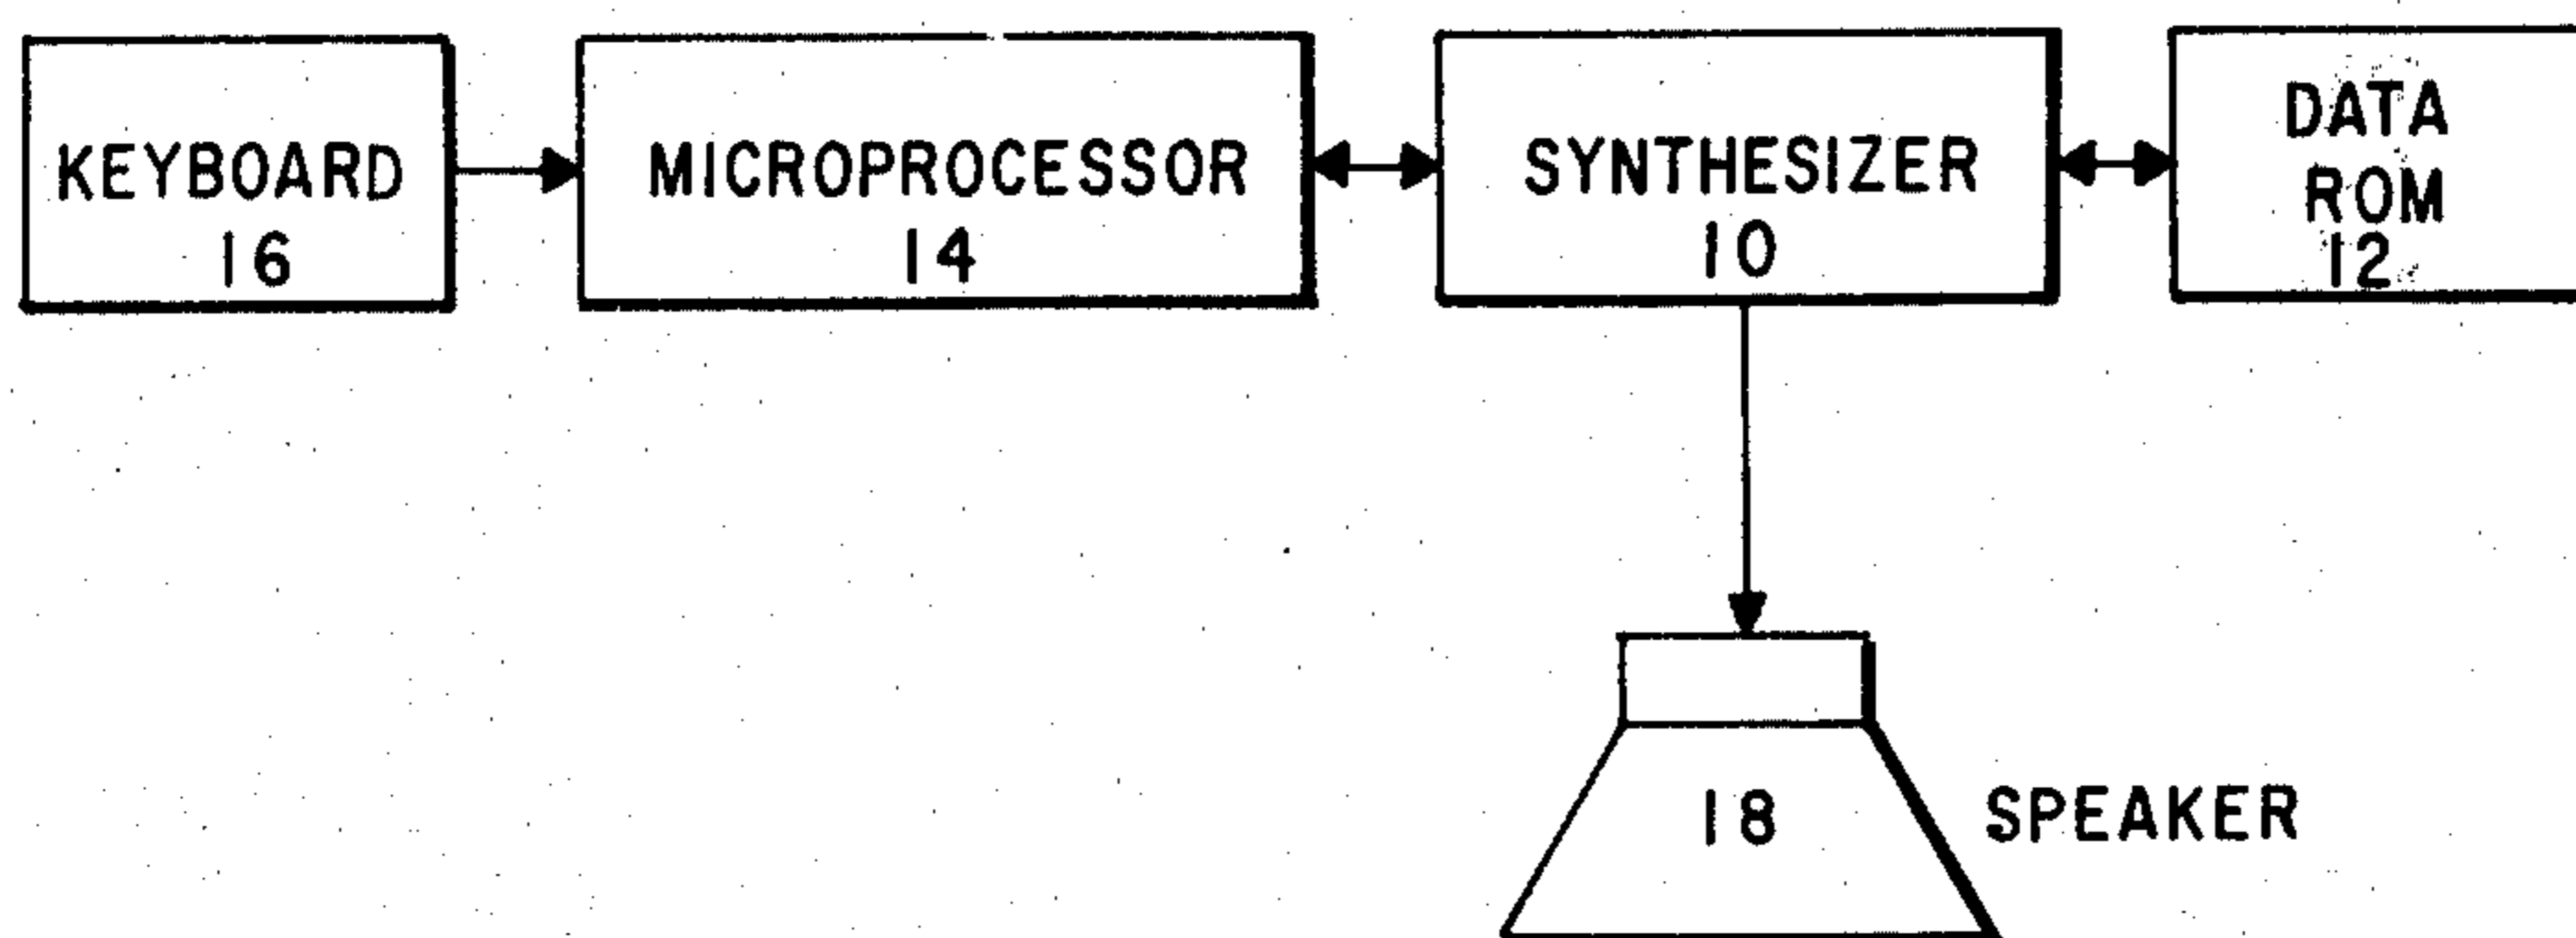 KEYBOARD
16
MICROPROCESSOR
14
SYNTHESIZER
10
DATA
ROM
12
18
SPEAKER